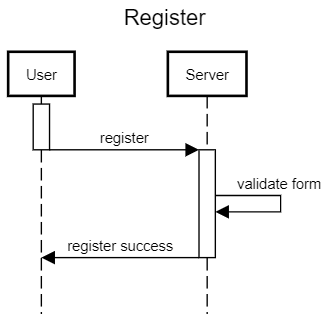 Register
User
Server
register
validate form
register success